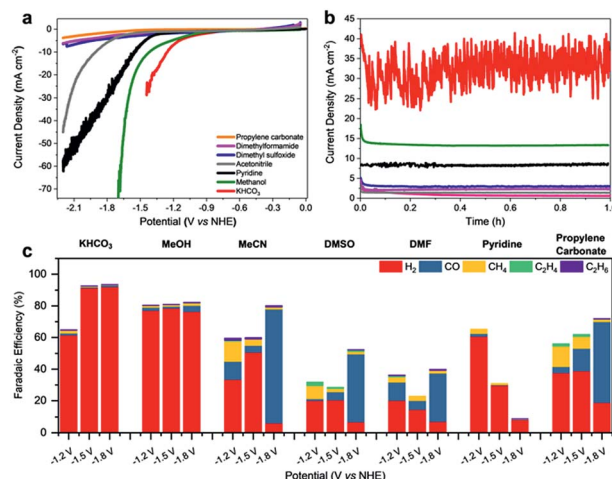 a
0
-10
-20
-30
-40
-50
-60
-70
-2.1
-1.8
-1.5
-1.2
-0.9
-0.6
-0.3
0.0
Current Density (mA cm-2)
Potential (V vs NHE)
Propylene carbonate
Dimethylformamide
Dimethyl sulfoxide
Acetonitrile
Pyridine
Methanol
KHCO₃
b
45
40
35
30
25
20
15
10
5
0
0.0
0.2
0.4
0.6
0.8
1.0
Current Density (mA cm-2)
Time (h)
c
KHCO₃
MeOH
MeCN
DMSO
DMF
Pyridine
Propylene
Carbonate
H₂
CO
CH₄
C₂H₄
C₂H₆
100
80
60
40
20
0
Faradaic Efficiency (%)
-1.2 V
-1.5 V
-1.8 V
-1.2 V
-1.5 V
-1.8 V
-1.2 V
-1.5 V
-1.8 V
-1.2 V
-1.5 V
-1.8 V
-1.2 V
-1.5 V
-1.8 V
-1.2 V
-1.5 V
-1.8 V
-1.2 V
-1.5 V
-1.8 V
Potential (V vs NHE)